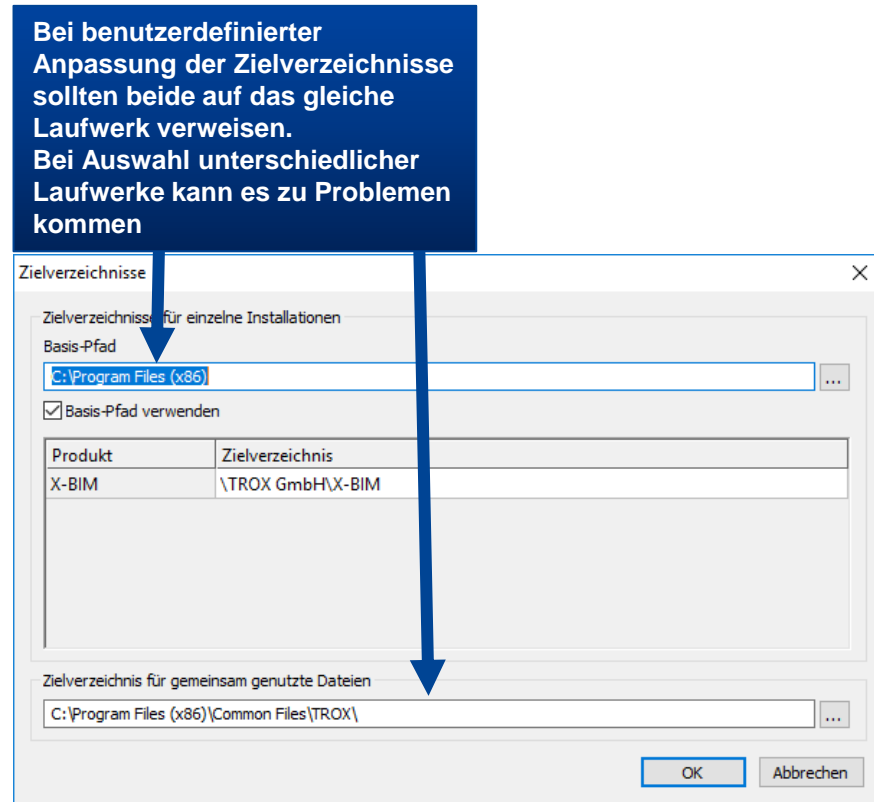 Bei benutzerdefinierter
Anpassung der Zielverzeichnisse
sollten beide auf das gleiche
Laufwerk verweisen.
Bei Auswahl unterschiedlicher
Laufwerke kann es zu Problemen
kommen
Zielverzeichnisse
Zielverzeichnisse für einzelne Installationen
Basis-Pfad
C:\Program Files (x86)
...
Basis-Pfad verwenden
Produkt Zielverzeichnis
X-BIM \TROX GmbH\X-BIM
Zielverzeichnis für gemeinsam genutzte Dateien
C:\Program Files (x86)\Common Files\TROX\
...
OK Abbrechen